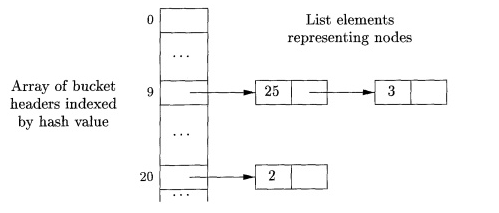 0
List elements
representing nodes
...
Array of bucket
headers indexed
by hash value
9
25
3
...
20
2
...